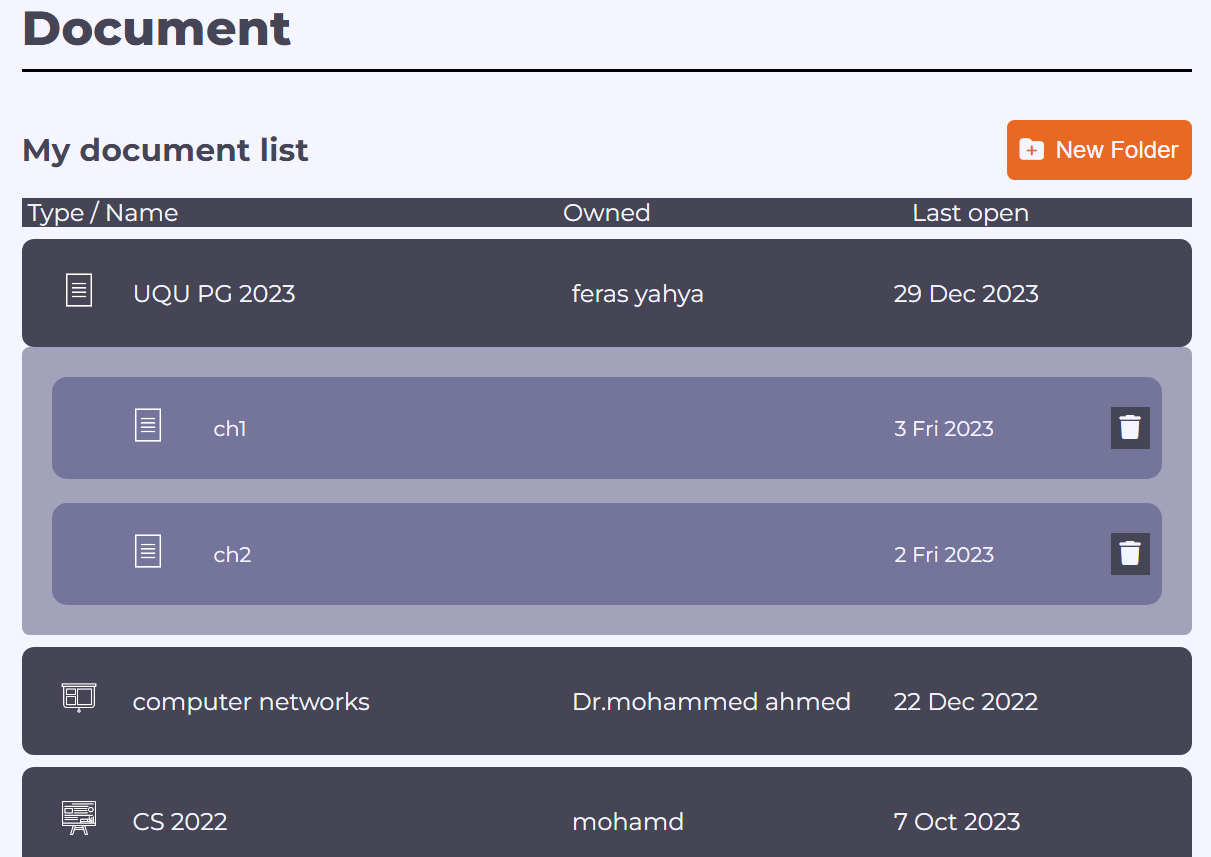 Document
My document list
New Folder
Type / Name Owned Last open
UQU PG 2023 feras yahya 29 Dec 2023
ch1 3 Fri 2023
ch2 2 Fri 2023
computer networks Dr.mohammed ahmed 22 Dec 2022
CS 2022 mohamd 7 Oct 2023